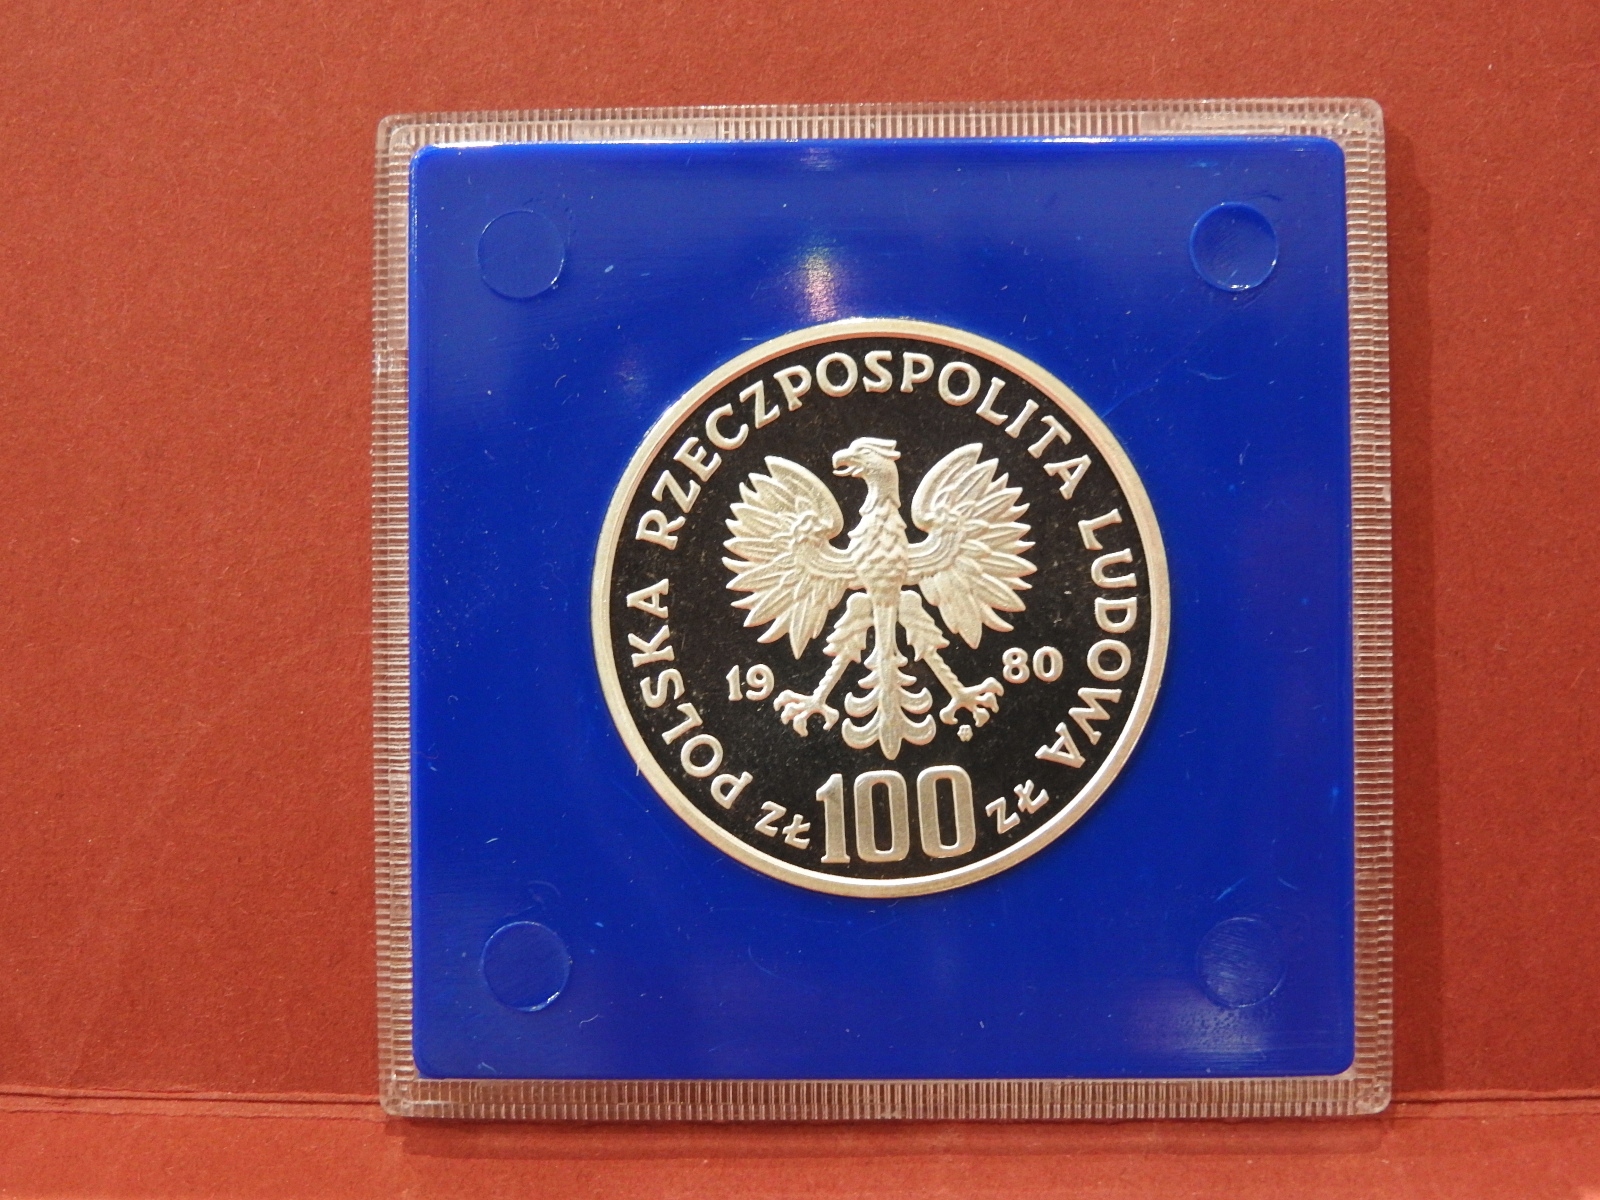 POLSKA RZECZPOSPOLITA LUDOWA
19 80
ZŁ 100 ZŁ